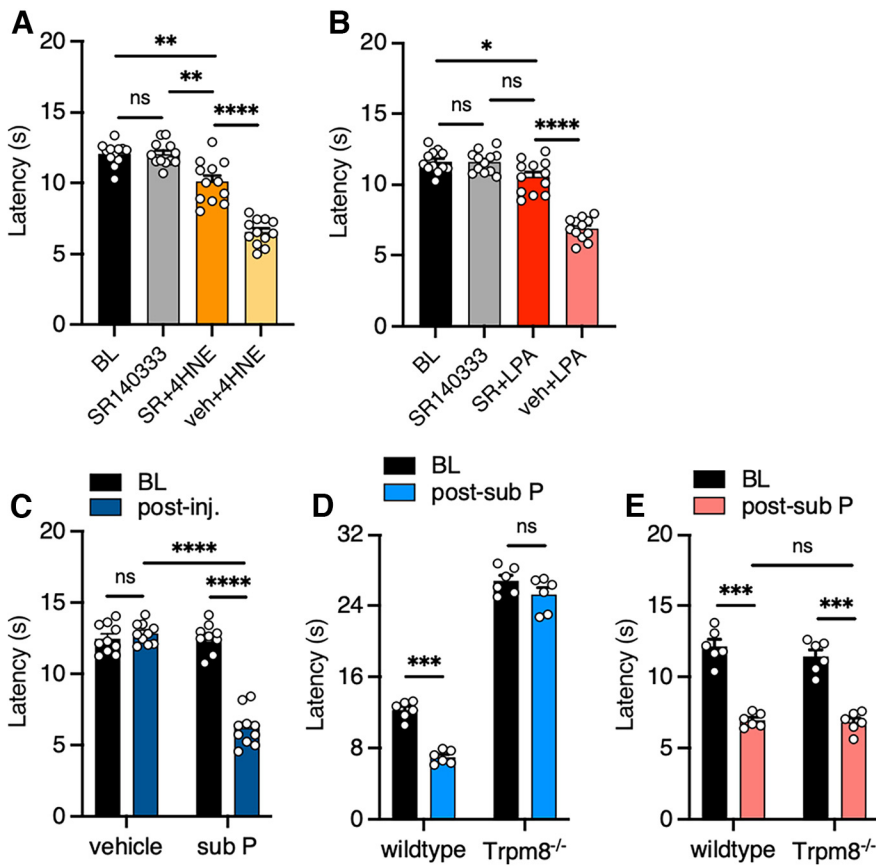 A
Latency (s)
20
15
10
5
0
**
**
ns
****
BL
SR140333
SR+4HNE
veh+4HNE
B
Latency (s)
20
15
10
5
0
*
ns
ns
****
BL
SR140333
SR+LPA
veh+LPA
C
BL
post-inj.
Latency (s)
20
15
10
5
0
****
ns
****
vehicle
sub P
D
BL
post-sub P
Latency (s)
32
24
16
8
0
ns
***
wildtype
Trpm8-/-
E
BL
post-sub P
Latency (s)
20
15
10
5
0
ns
***
***
wildtype
Trpm8-/-